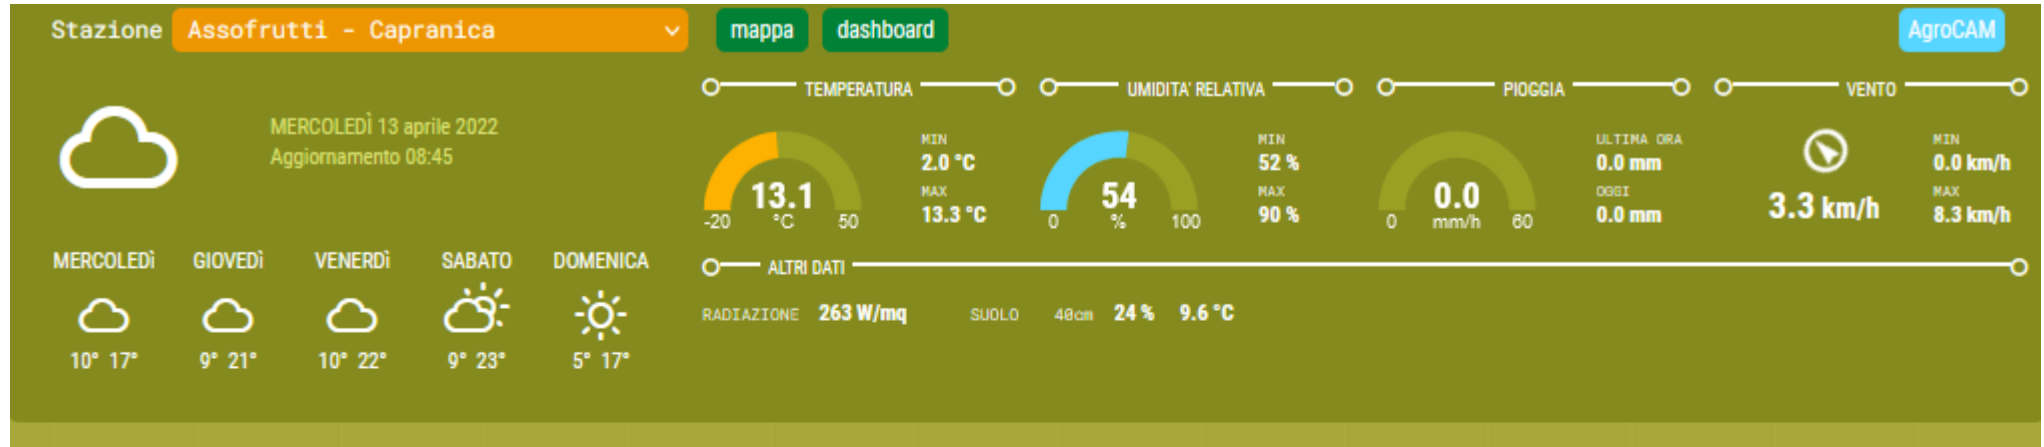 Stazione Assofrutti - Capranica mappa dashboard AgroCAM
MERCOLEDÌ 13 aprile 2022
Aggiornamento 08:45
TEMPERATURA
13.1
°C
-20 50
MIN
2.0 °C
MAX
13.3 °C
UMIDITA' RELATIVA
54
%
0 100
MIN
52 %
MAX
90 %
PIOGGIA
0.0
mm/h
0 60
ULTIMA ORA
0.0 mm
OGGI
0.0 mm
VENTO
3.3 km/h
MIN
0.0 km/h
MAX
8.3 km/h
MERCOLEDì GIOVEDì VENERDì SABATO DOMENICA
10° 17° 9° 21° 10° 22° 9° 23° 5° 17°
ALTRI DATI
RADIAZIONE 263 W/mq SUOLO 40cm 24 % 9.6 °C